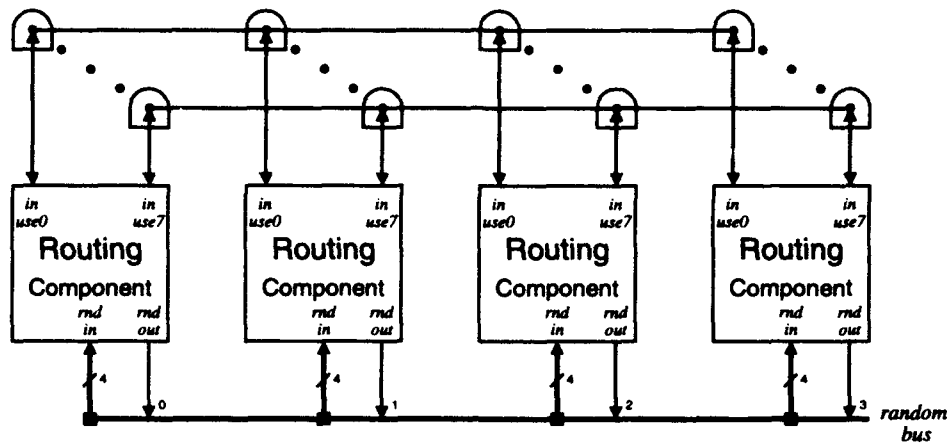 in in in in in in in in
use0 use7 use0 use7 use0 use7 use0 use7
Routing Routing Routing Routing
Component Component Component Component
rnd rnd rnd rnd rnd rnd rnd rnd
in out in out in out in out
4 4 4 4
0 1 2 3
random
bus